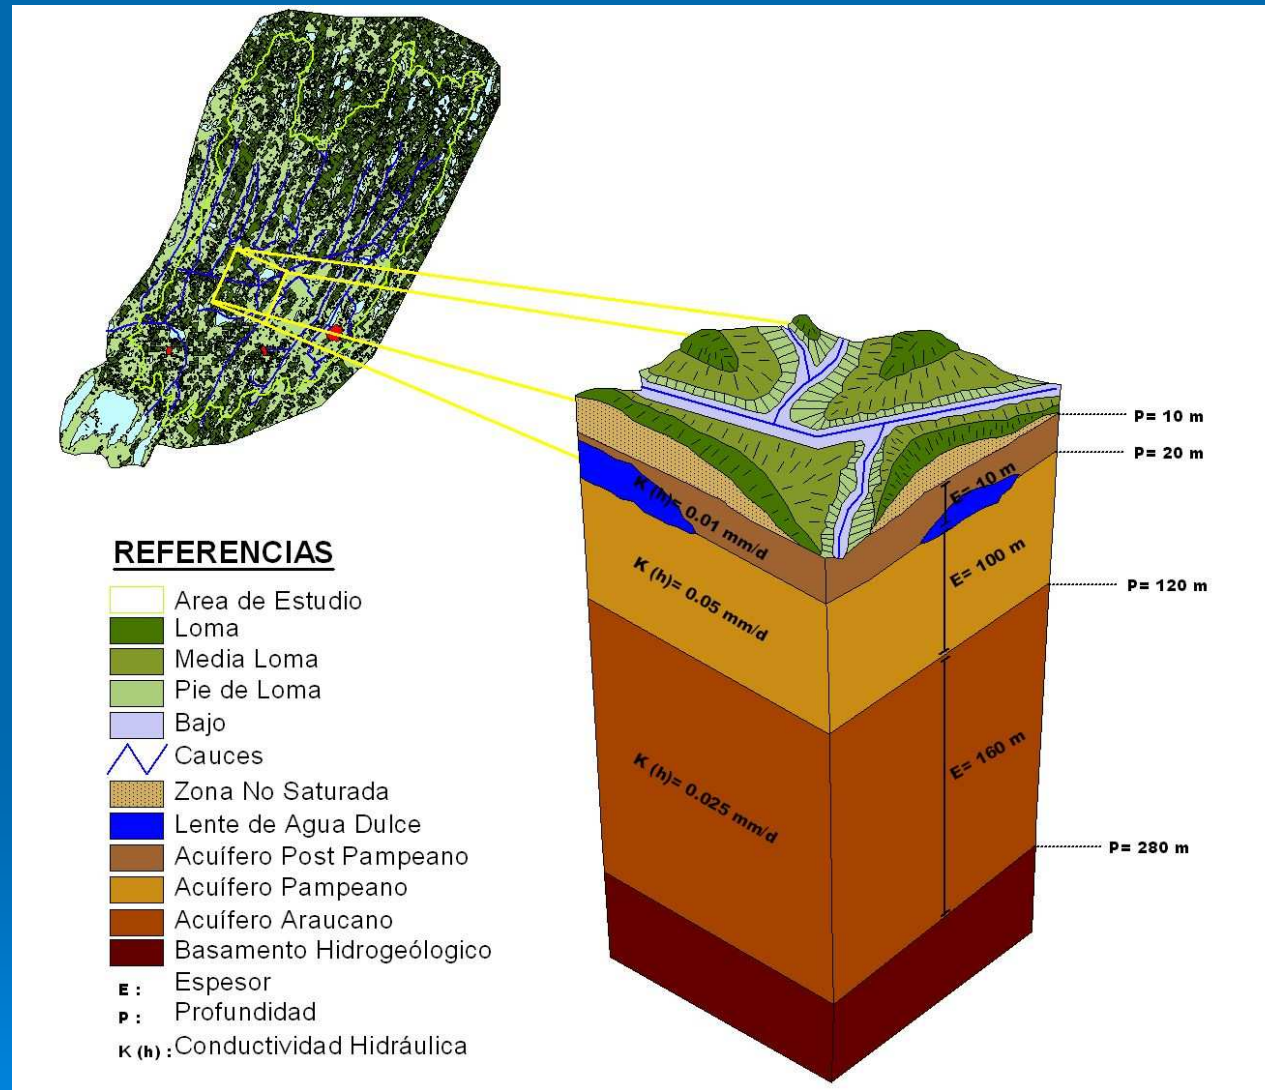 P= 10 m
P= 20 m
E= 10 m
K (h)= 0.01 mm/d
E= 100 m
K (h)= 0.05 mm/d
P= 120 m
E= 160 m
K (h)= 0.025 mm/d
P= 280 m
REFERENCIAS
Area de Estudio
Loma
Media Loma
Pie de Loma
Bajo
Cauces
Zona No Saturada
Lente de Agua Dulce
Acuífero Post Pampeano
Acuífero Pampeano
Acuífero Araucano
Basamento Hidrogeólogico
E : Espesor
P : Profundidad
K (h) : Conductividad Hidráulica